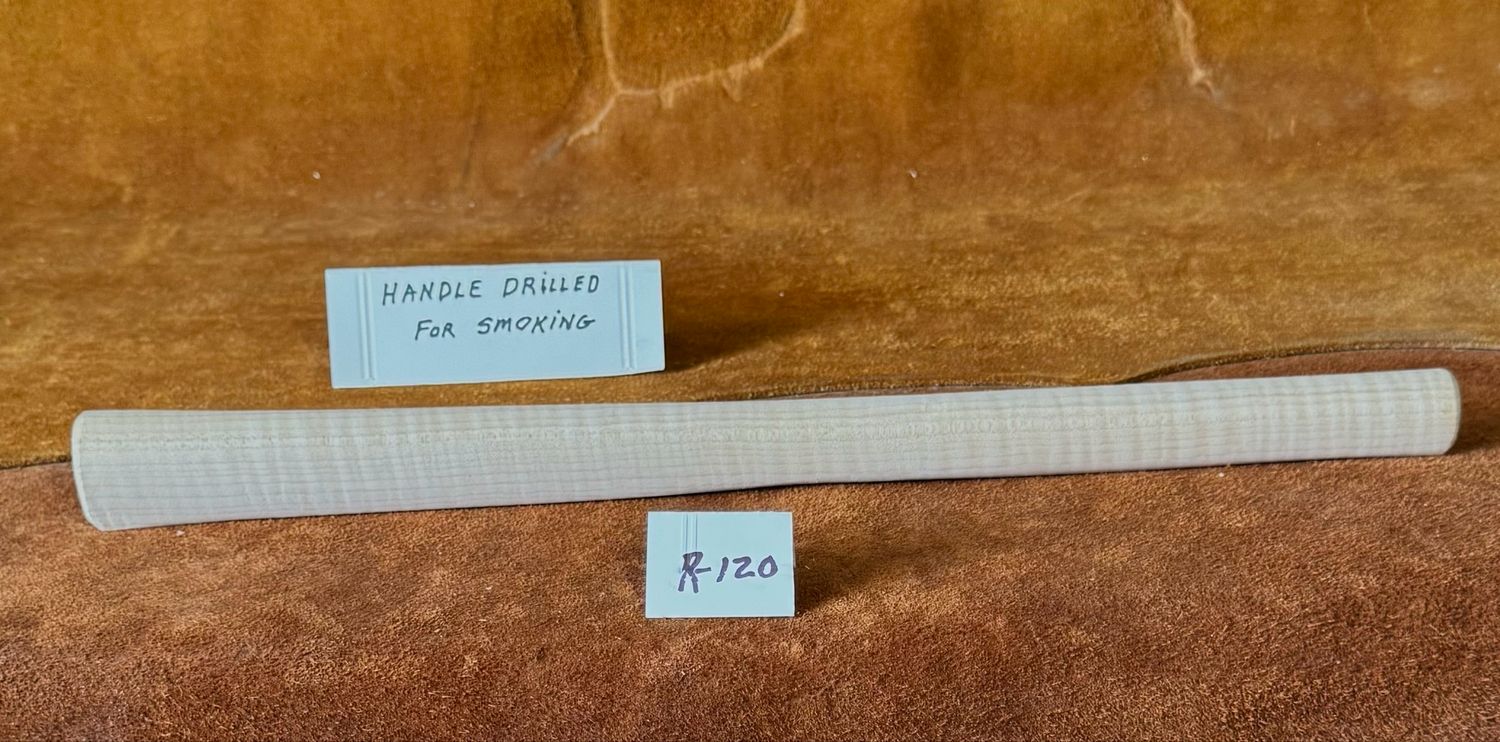 HANDLE DRILLED
FOR SMOKING
R-120